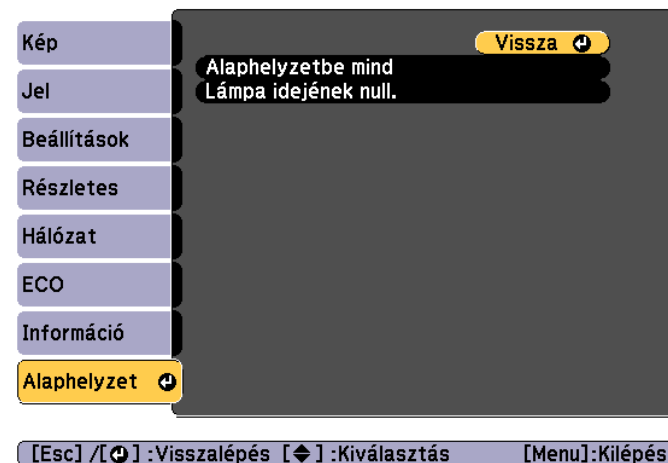 Kép
Jel
Beállítások
Részletes
Hálózat
ECO
Információ
Alaphelyzet
Vissza
Alaphelyzetbe mind
Lámpa idejének null.
[Esc] /[ ] :Visszalépés [ ] :Kiválasztás [Menu]:Kilépés